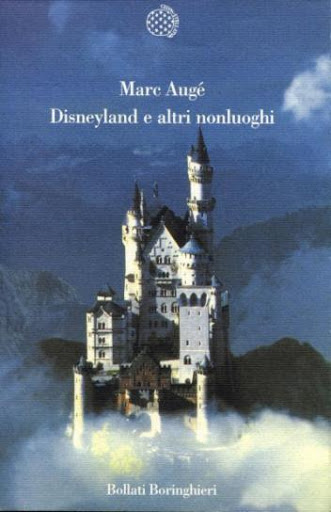 Marc Augé
Disneyland e altri nonluoghi
Bollati Boringhieri